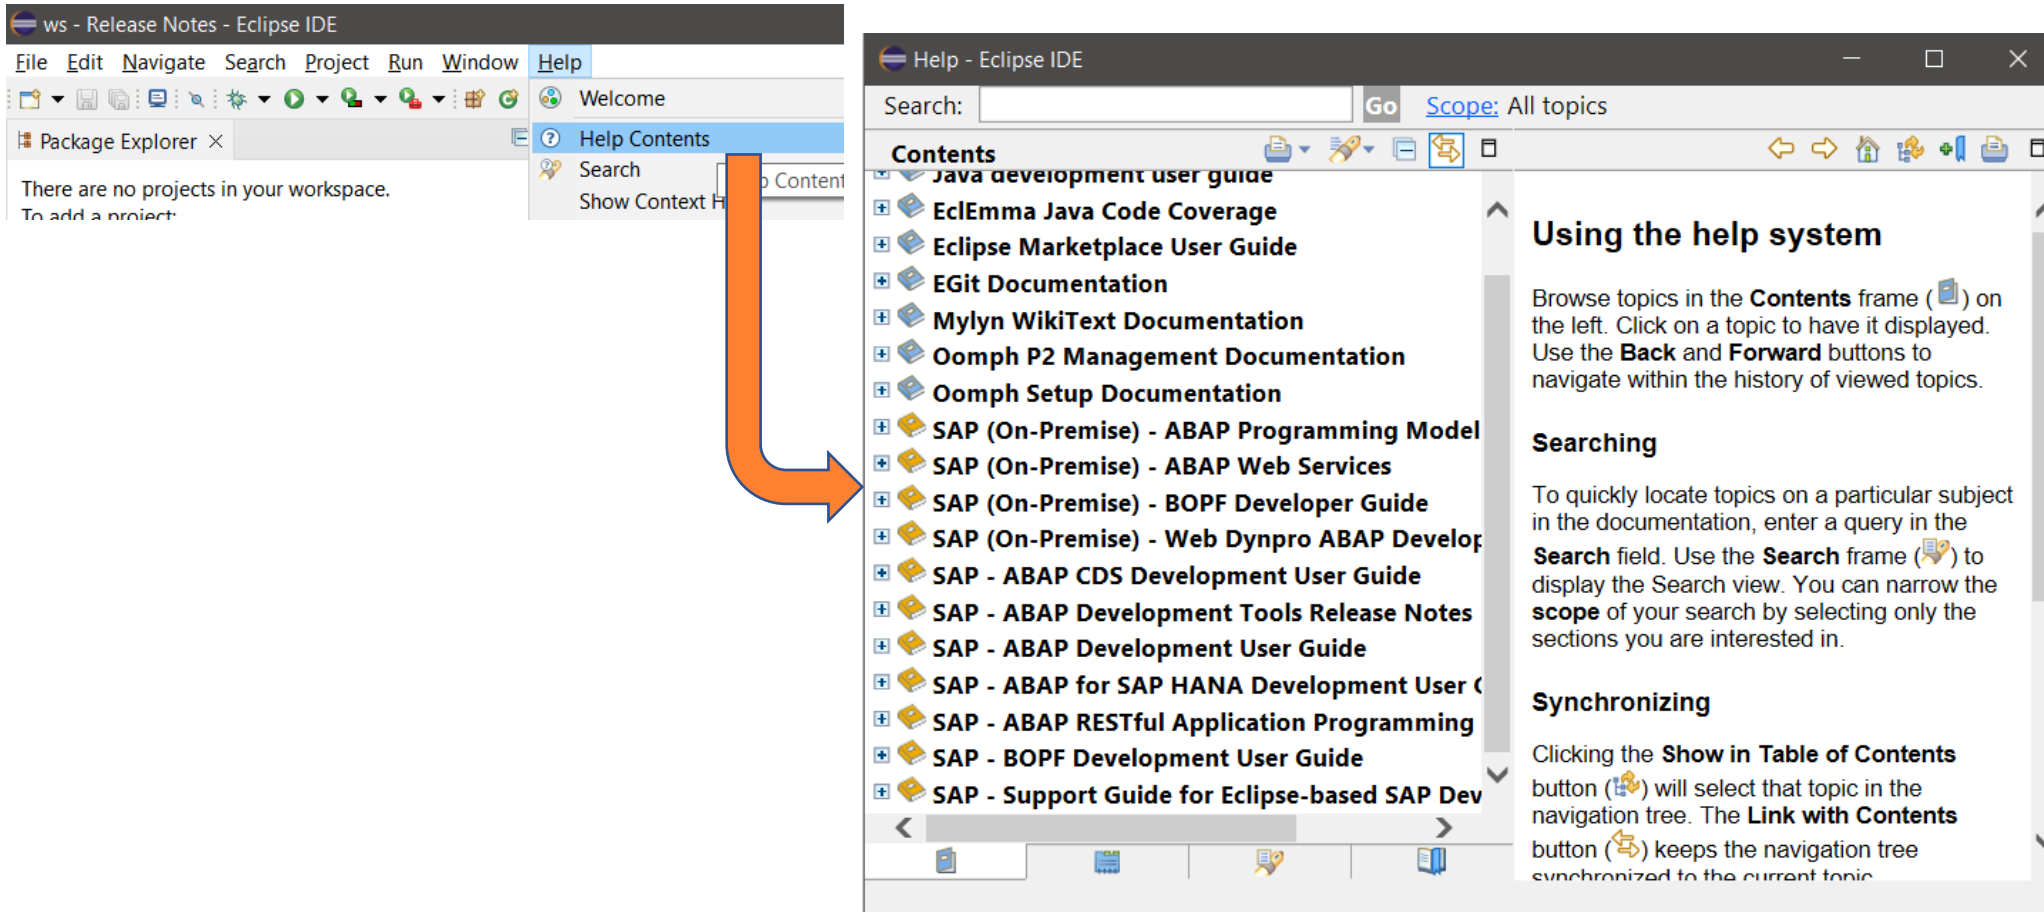 ws - Release Notes - Eclipse IDE
File Edit Navigate Search Project Run Window Help
Welcome
Package Explorer
Help Contents
There are no projects in your workspace.
To add a project:
Search
Show Context H
Content
Help - Eclipse IDE
Search: Go Scope: All topics
Contents
Java development user guide
EclEmma Java Code Coverage
Eclipse Marketplace User Guide
EGit Documentation
Mylyn WikiText Documentation
Oomph P2 Management Documentation
Oomph Setup Documentation
SAP (On-Premise) - ABAP Programming Model
SAP (On-Premise) - ABAP Web Services
SAP (On-Premise) - BOPF Developer Guide
SAP (On-Premise) - Web Dynpro ABAP Develop
SAP - ABAP CDS Development User Guide
SAP - ABAP Development Tools Release Notes
SAP - ABAP Development User Guide
SAP - ABAP for SAP HANA Development User G
SAP - ABAP RESTful Application Programming
SAP - BOPF Development User Guide
SAP - Support Guide for Eclipse-based SAP Dev
Using the help system
Browse topics in the Contents frame ( ) on
the left. Click on a topic to have it displayed.
Use the Back and Forward buttons to
navigate within the history of viewed topics.
Searching
To quickly locate topics on a particular subject
in the documentation, enter a query in the
Search field. Use the Search frame ( ) to
display the Search view. You can narrow the
scope of your search by selecting only the
sections you are interested in.
Synchronizing
Clicking the Show in Table of Contents
button ( ) will select that topic in the
navigation tree. The Link with Contents
button ( ) keeps the navigation tree
synchronized to the current topic